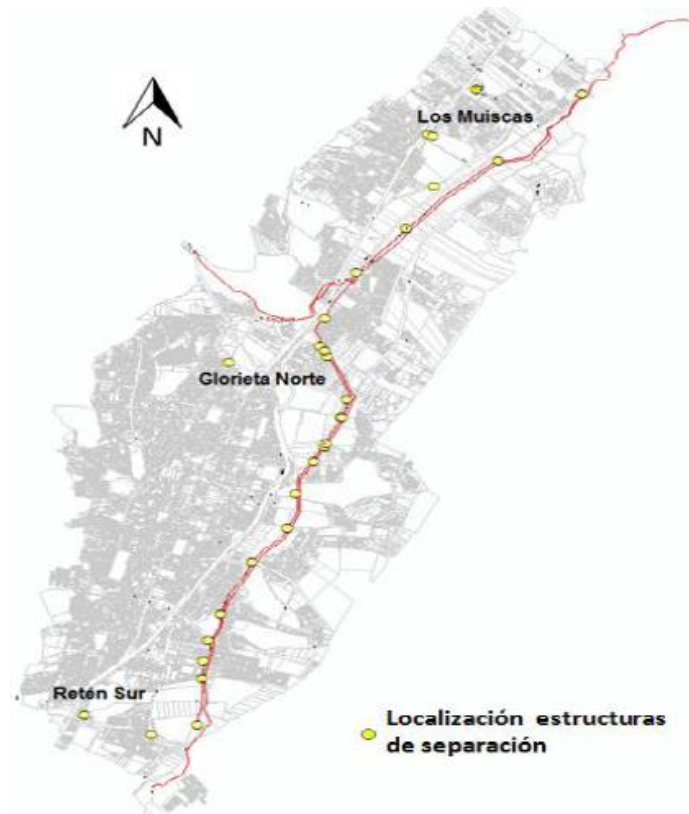 N
Los Muiscas
Glorieta Norte
Retén Sur
Localización estructuras
de separación